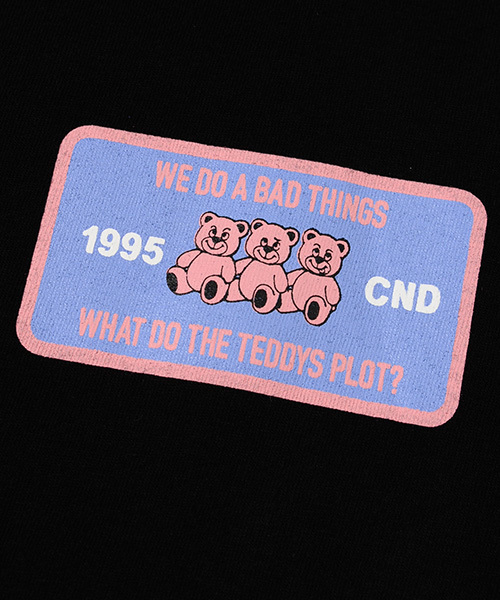 WE DO A BAD THINGS
1995
CND
WHAT DO THE TEDDYS PLOT?